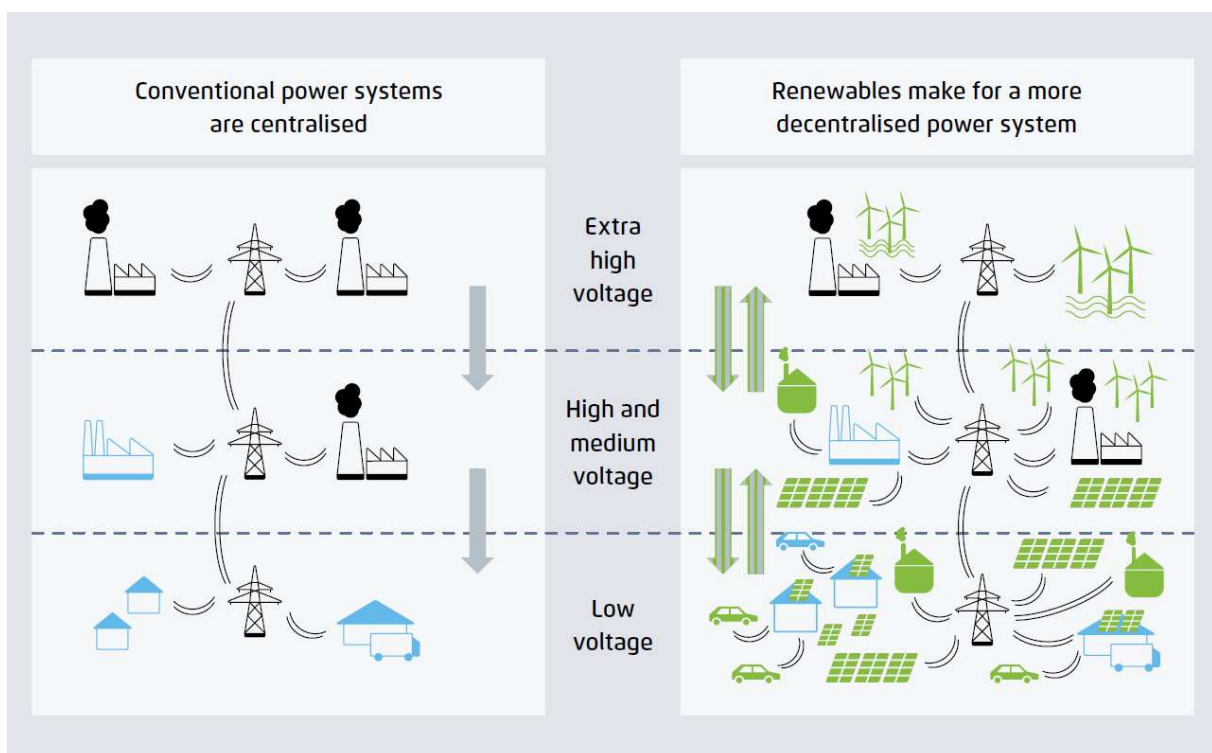 Conventional power systems
are centralised
Renewables make for a more
decentralised power system
Extra
high
voltage
High and
medium
voltage
Low
voltage